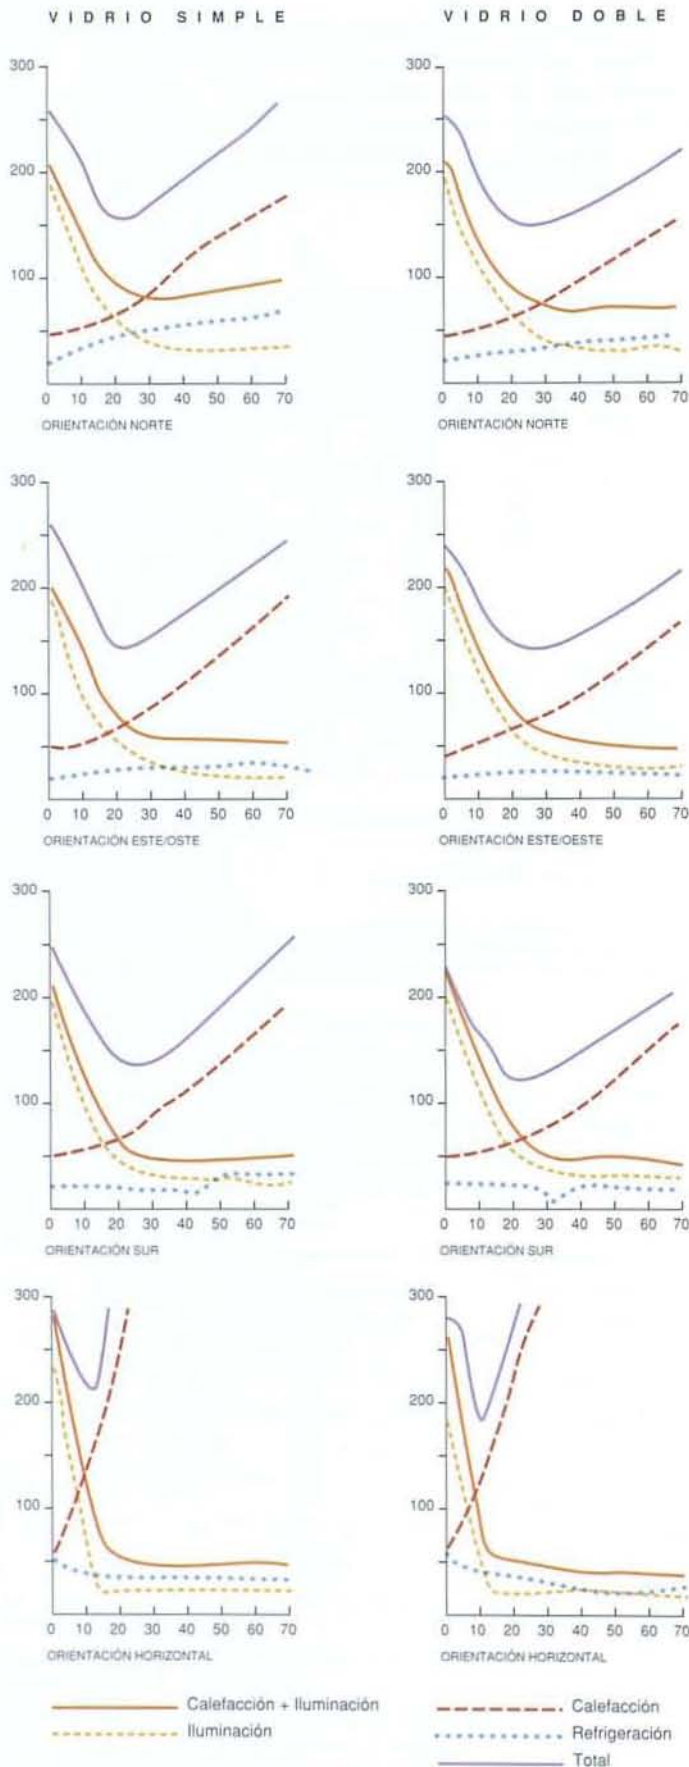 VIDRIO SIMPLE
VIDRIO DOBLE
300
200
100
0 10 20 30 40 50 60 70
ORIENTACIÓN NORTE
300
200
100
0 10 20 30 40 50 60 70
ORIENTACIÓN NORTE
300
200
100
0 10 20 30 40 50 60 70
ORIENTACIÓN ESTE/OSTE
300
200
100
0 10 20 30 40 50 60 70
ORIENTACIÓN ESTE/OESTE
300
200
100
0 10 20 30 40 50 60 70
ORIENTACIÓN SUR
300
200
100
0 10 20 30 40 50 60 70
ORIENTACIÓN SUR
300
200
100
0 10 20 30 40 50 60 70
ORIENTACIÓN HORIZONTAL
300
200
100
0 10 20 30 40 50 60 70
ORIENTACIÓN HORIZONTAL
Calefacción + Iluminación
Iluminación
Calefacción
Refrigeración
Total